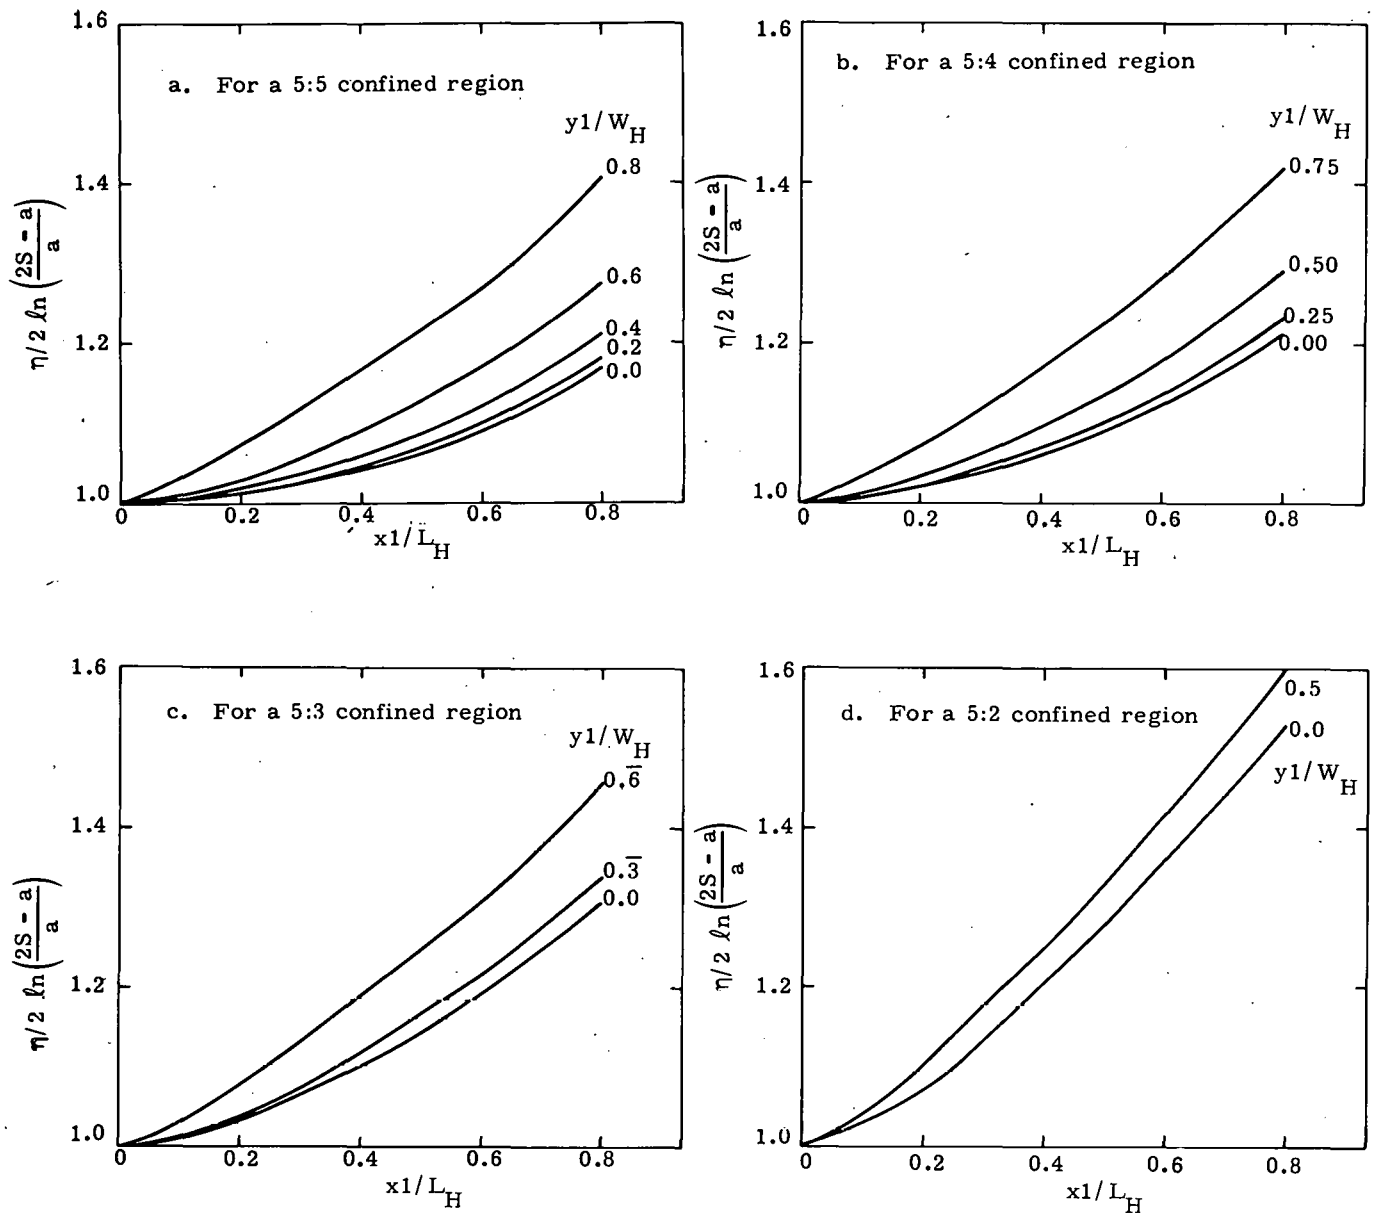 a. For a 5:5 confined region
y1/W_H
0.8
0.6
0.4
0.2
0.0
1.6
1.4
1.2
1.0
η/2 ℓn (2S - a / a)
0 0.2 0.4 0.6 0.8
x1/L_H
b. For a 5:4 confined region
y1/W_H
0.75
0.50
0.25
0.00
1.6
1.4
1.2
1.0
η/2 ℓn (2S - a / a)
0 0.2 0.4 0.6 0.8
x1/L_H
c. For a 5:3 confined region
y1/W_H
0.6̅
0.3̅
0.0
1.6
1.4
1.2
1.0
η/2 ℓn (2S - a / a)
0 0.2 0.4 0.6 0.8
x1/L_H
d. For a 5:2 confined region
0.5
0.0
y1/W_H
1.6
1.4
1.2
1.0
η/2 ℓn (2S - a / a)
0 0.2 0.4 0.6 0.8
x1/L_H